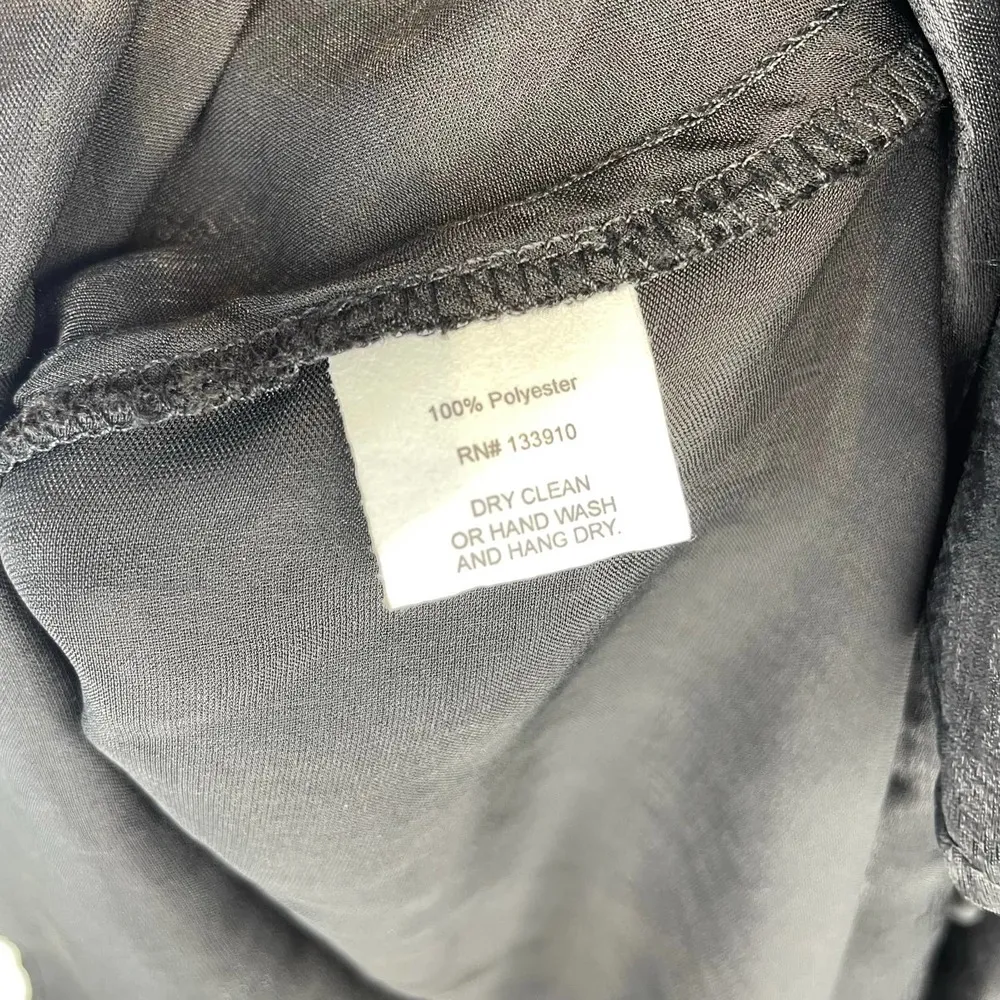 100% Polyester
RN# 133910
DRY CLEAN
OR HAND WASH
AND HANG DRY.